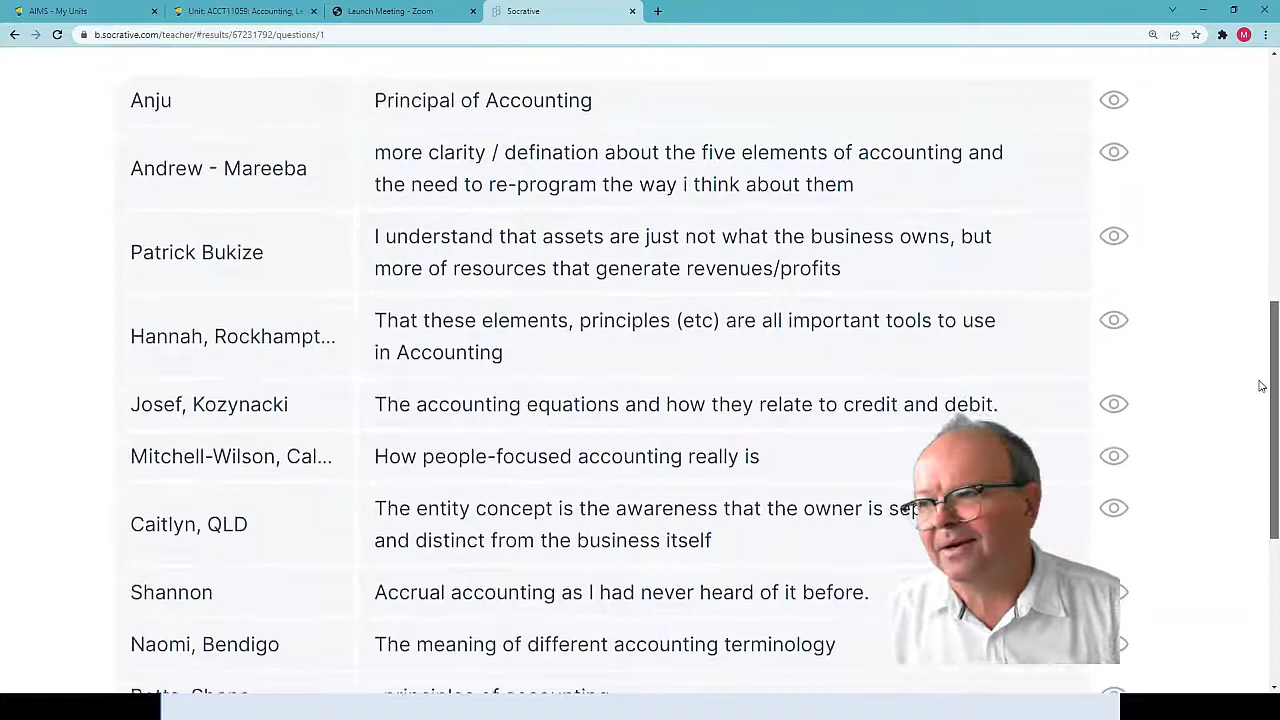 AIMS - My Units
Unit: ACCT11059: Accounting, Le
Launch Meeting - Zoom
Socrative
b.socrative.com/teacher/#results/67231792/questions/1
M
Anju
Principal of Accounting
Andrew - Mareeba
more clarity / defination about the five elements of accounting and
the need to re-program the way i think about them
Patrick Bukize
I understand that assets are just not what the business owns, but
more of resources that generate revenues/profits
Hannah, Rockhampt...
That these elements, principles (etc) are all important tools to use
in Accounting
Josef, Kozynacki
The accounting equations and how they relate to credit and debit.
Mitchell-Wilson, Cal...
How people-focused accounting really is
Caitlyn, QLD
The entity concept is the awareness that the owner is
and distinct from the business itself
Shannon
Accrual accounting as I had never heard of it before.
Naomi, Bendigo
The meaning of different accounting terminology
principles of accounting